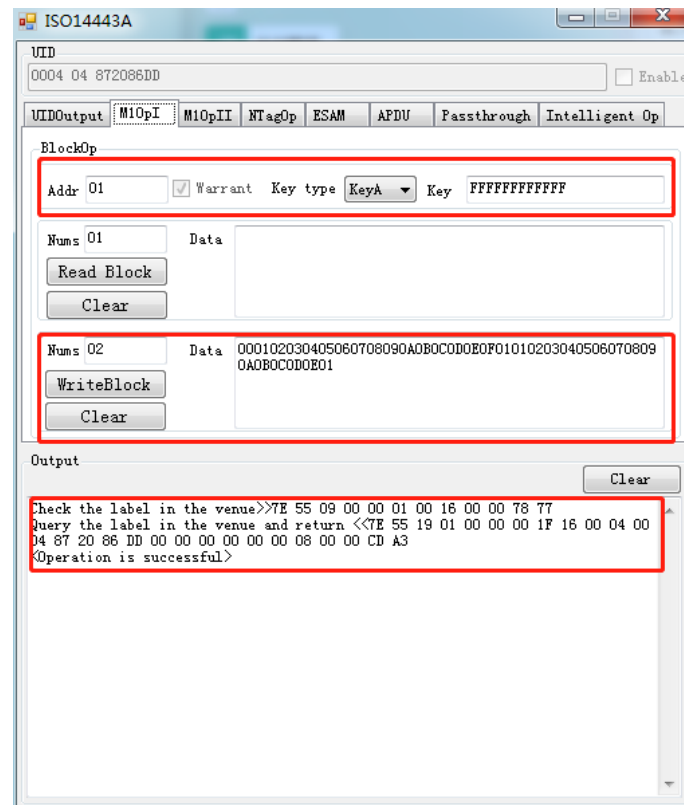 ISO14443A
UID
0004 04 872086DD
Enable
UIDOutput M1OpI M1OpII NTagOp ESAM APDU Passthrough Intelligent Op
BlockOp
Addr 01 Warrant Key type KeyA Key FFFFFFFFFFFF
Nums 01 Data
Read Block
Clear
Nums 02 Data 000102030405060708090A0B0C0D0E0F01010203040506070809
0A0B0C0D0E01
WriteBlock
Clear
Output
Clear
Check the label in the venue>>7E 55 09 00 00 01 00 16 00 00 78 77
Query the label in the venue and return <<7E 55 19 01 00 00 00 1F 16 00 04 00
04 87 20 86 DD 00 00 00 00 00 00 08 00 00 CD A3
<Operation is successful>